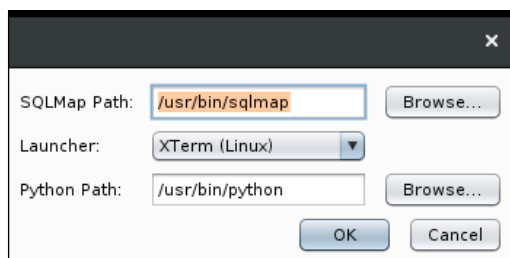 SQLMap Path: /usr/bin/sqlmap Browse...
Launcher: XTerm (Linux)
Python Path: /usr/bin/python Browse...
OK Cancel